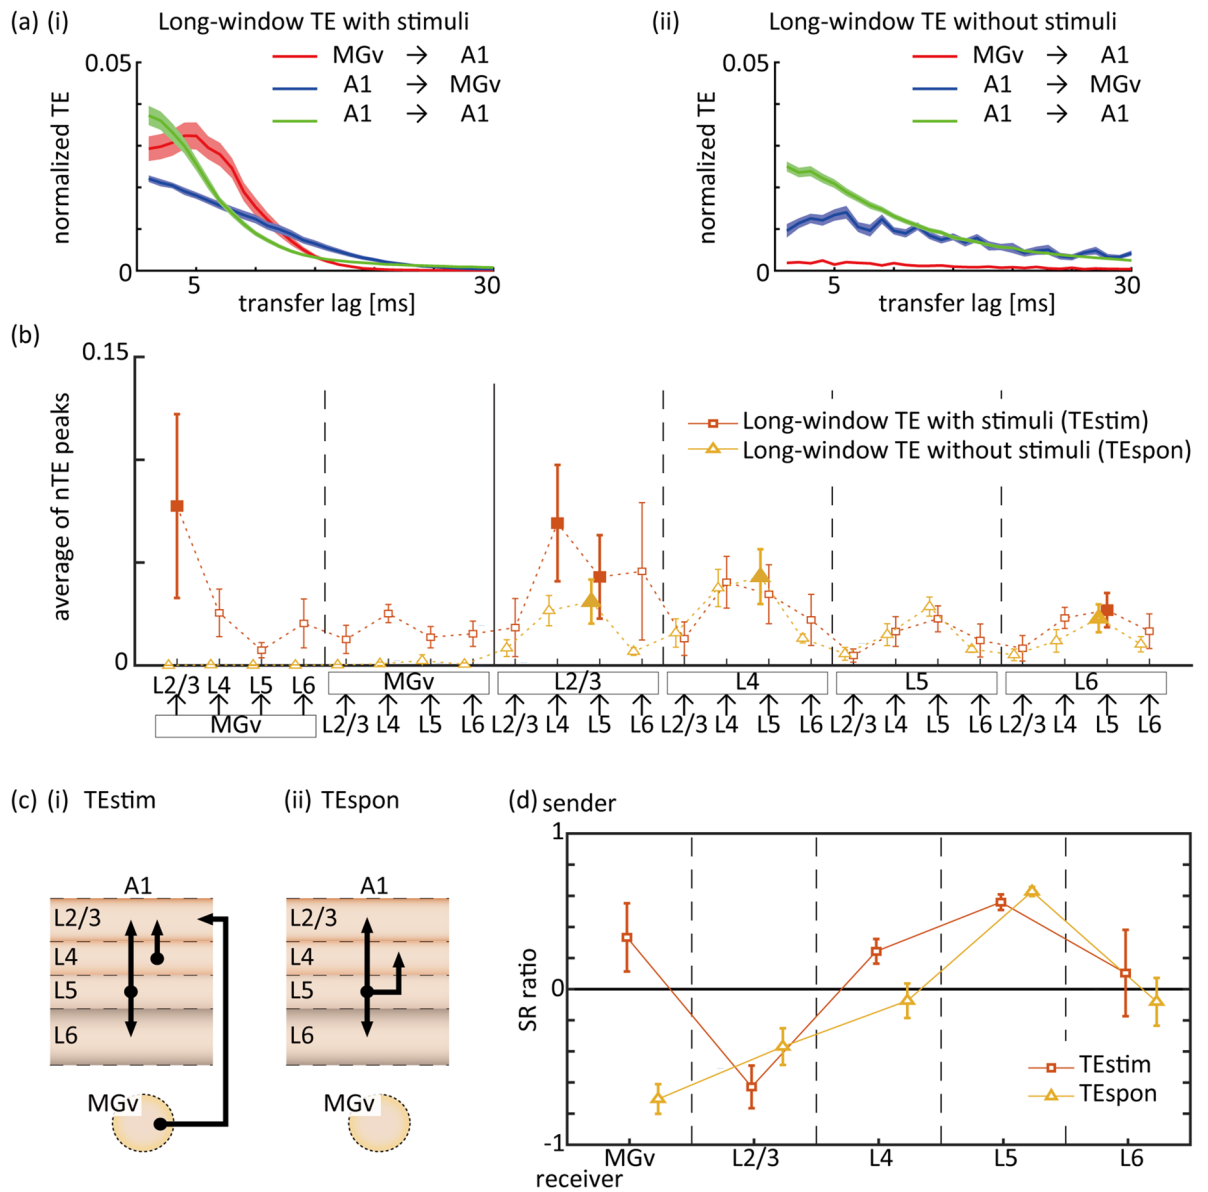 (a) (i) Long-window TE with stimuli
MGv → A1
A1 → MGv
A1 → A1
0.05
normalized TE
0
5 30
transfer lag [ms]
(ii) Long-window TE without stimuli
MGv → A1
A1 → MGv
A1 → A1
0.05
normalized TE
0
5 30
transfer lag [ms]
(b)
0.15
average of nTE peaks
0
Long-window TE with stimuli (TEstim)
Long-window TE without stimuli (TEspon)
L2/3 L4 L5 L6 MGv L2/3 L4 L5 L6
MGv L2/3 L4 L5 L6 L2/3 L4 L5 L6 L2/3 L4 L5 L6 L2/3 L4 L5 L6 L2/3 L4 L5 L6
(c) (i) TEstim
A1
L2/3
L4
L5
L6
MGv
(ii) TEspon
A1
L2/3
L4
L5
L6
MGv
(d) sender
1
SR ratio
0
-1
TEstim
TEspon
MGv L2/3 L4 L5 L6
receiver